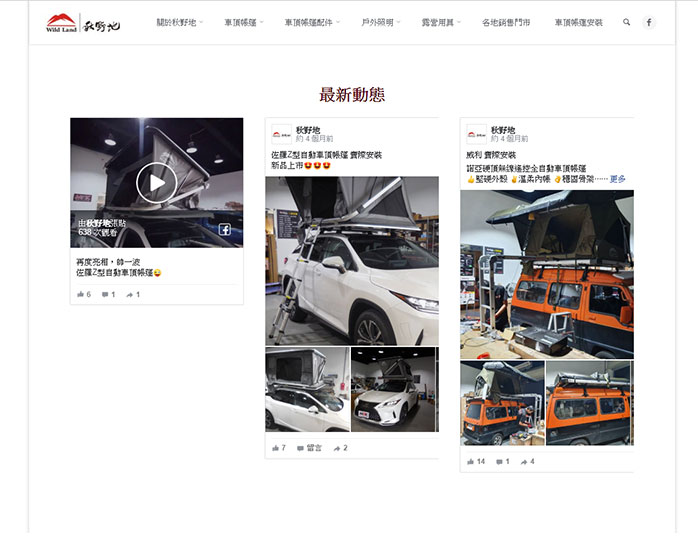 Wild Land 秋野地
關於秋野地
車頂帳篷
車頂帳篷配件
戶外照明
露營用具
各地銷售門市
車頂帳篷安裝
最新動態
由秋野地張貼
638 次觀看
再度亮相，帥一波
佐羅Z型自動車頂帳篷😜
6 1 1
秋野地
約 4 個月前
佐羅Z型自動車頂帳篷 實際安裝
新品上市😍😍😍
7 留言 2
秋野地
約 4 個月前
威利 實際安裝
諾亞硬頂無線遙控全自動車頂帳篷
👍堅硬外殼 ✌溫柔內帳 👌穩固骨架…… 更多
14 1 4